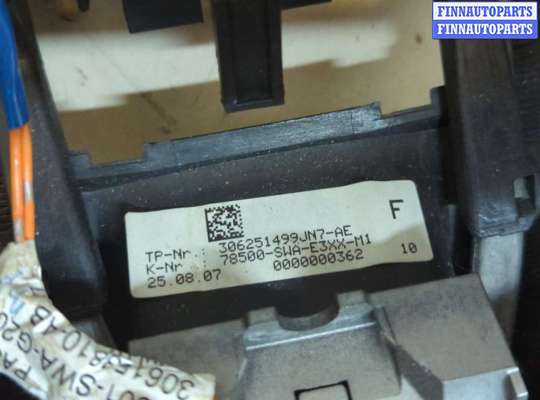 FINNAUTOPARTS
FINNAUTOPARTS
F
TP-Nr.: 306251499JN7-AE
K-Nr : 78500-SWA-E3XX-M1
25.08.07 0000000362 10